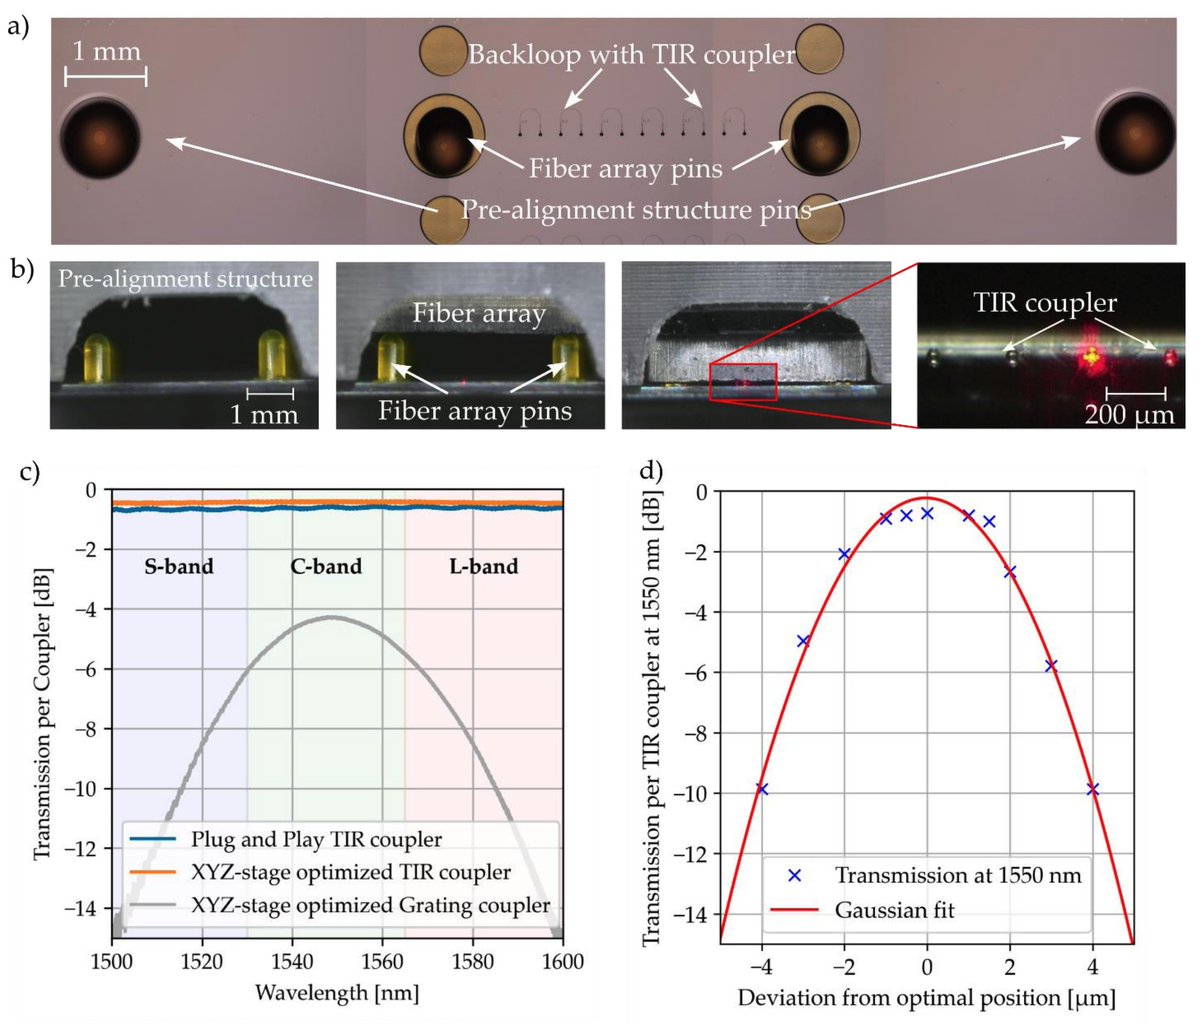 a)
1 mm
Backloop with TIR coupler
Fiber array pins
Pre-alignment structure pins
b)
Pre-alignment structure
1 mm
Fiber array
Fiber array pins
TIR coupler
200 µm
c)
Transmission per Coupler [dB]
0
−2
−4
−6
−8
−10
−12
−14
S-band
C-band
L-band
Plug and Play TIR coupler
XYZ-stage optimized TIR coupler
XYZ-stage optimized Grating coupler
1500
1520
1540
1560
1580
1600
Wavelength [nm]
d)
Transmission per TIR coupler at 1550 nm [dB]
0
−2
−4
−6
−8
−10
−12
−14
Transmission at 1550 nm
Gaussian fit
−4
−2
0
2
4
Deviation from optimal position [µm]